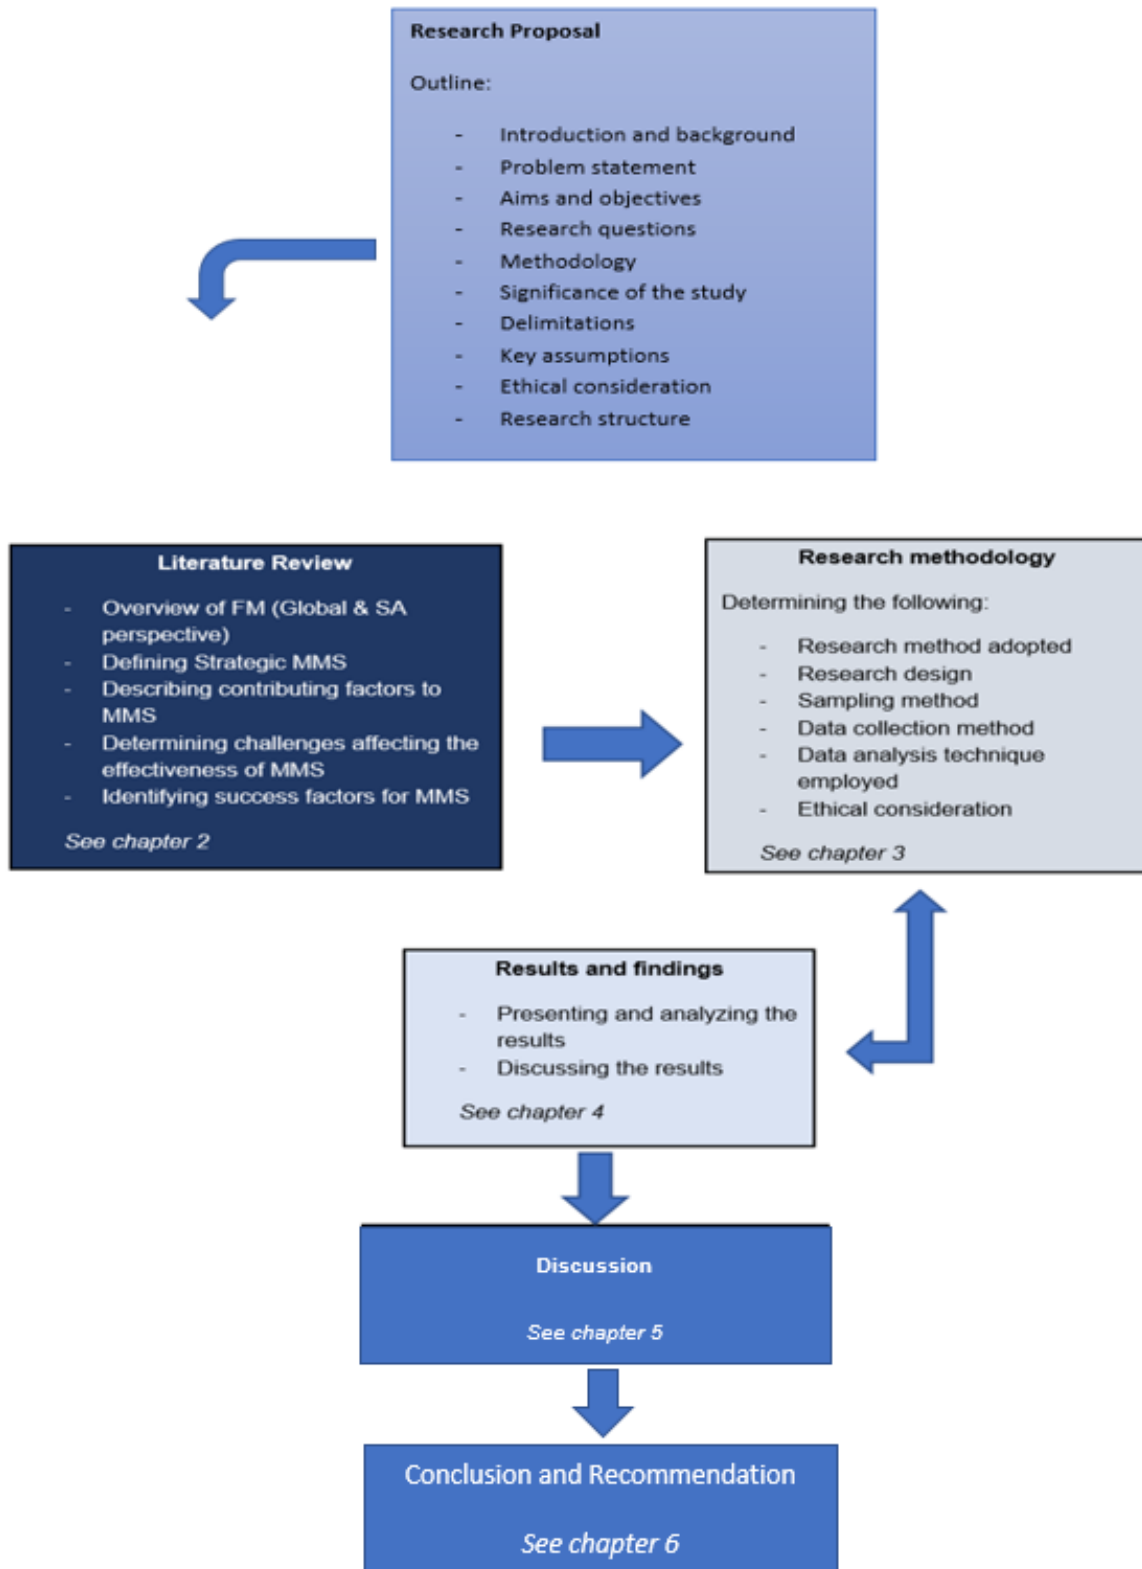 Research Proposal
Outline:
- Introduction and background
- Problem statement
- Aims and objectives
- Research questions
- Methodology
- Significance of the study
- Delimitations
- Key assumptions
- Ethical consideration
- Research structure
Literature Review
- Overview of FM (Global & SA
perspective)
- Defining Strategic MMS
- Describing contributing factors to
MMS
- Determining challenges affecting the
effectiveness of MMS
- Identifying success factors for MMS
See chapter 2
Research methodology
Determining the following:
- Research method adopted
- Research design
- Sampling method
- Data collection method
- Data analysis technique
employed
- Ethical consideration
See chapter 3
Results and findings
- Presenting and analyzing the
results
- Discussing the results
See chapter 4
Discussion
See chapter 5
Conclusion and Recommendation
See chapter 6